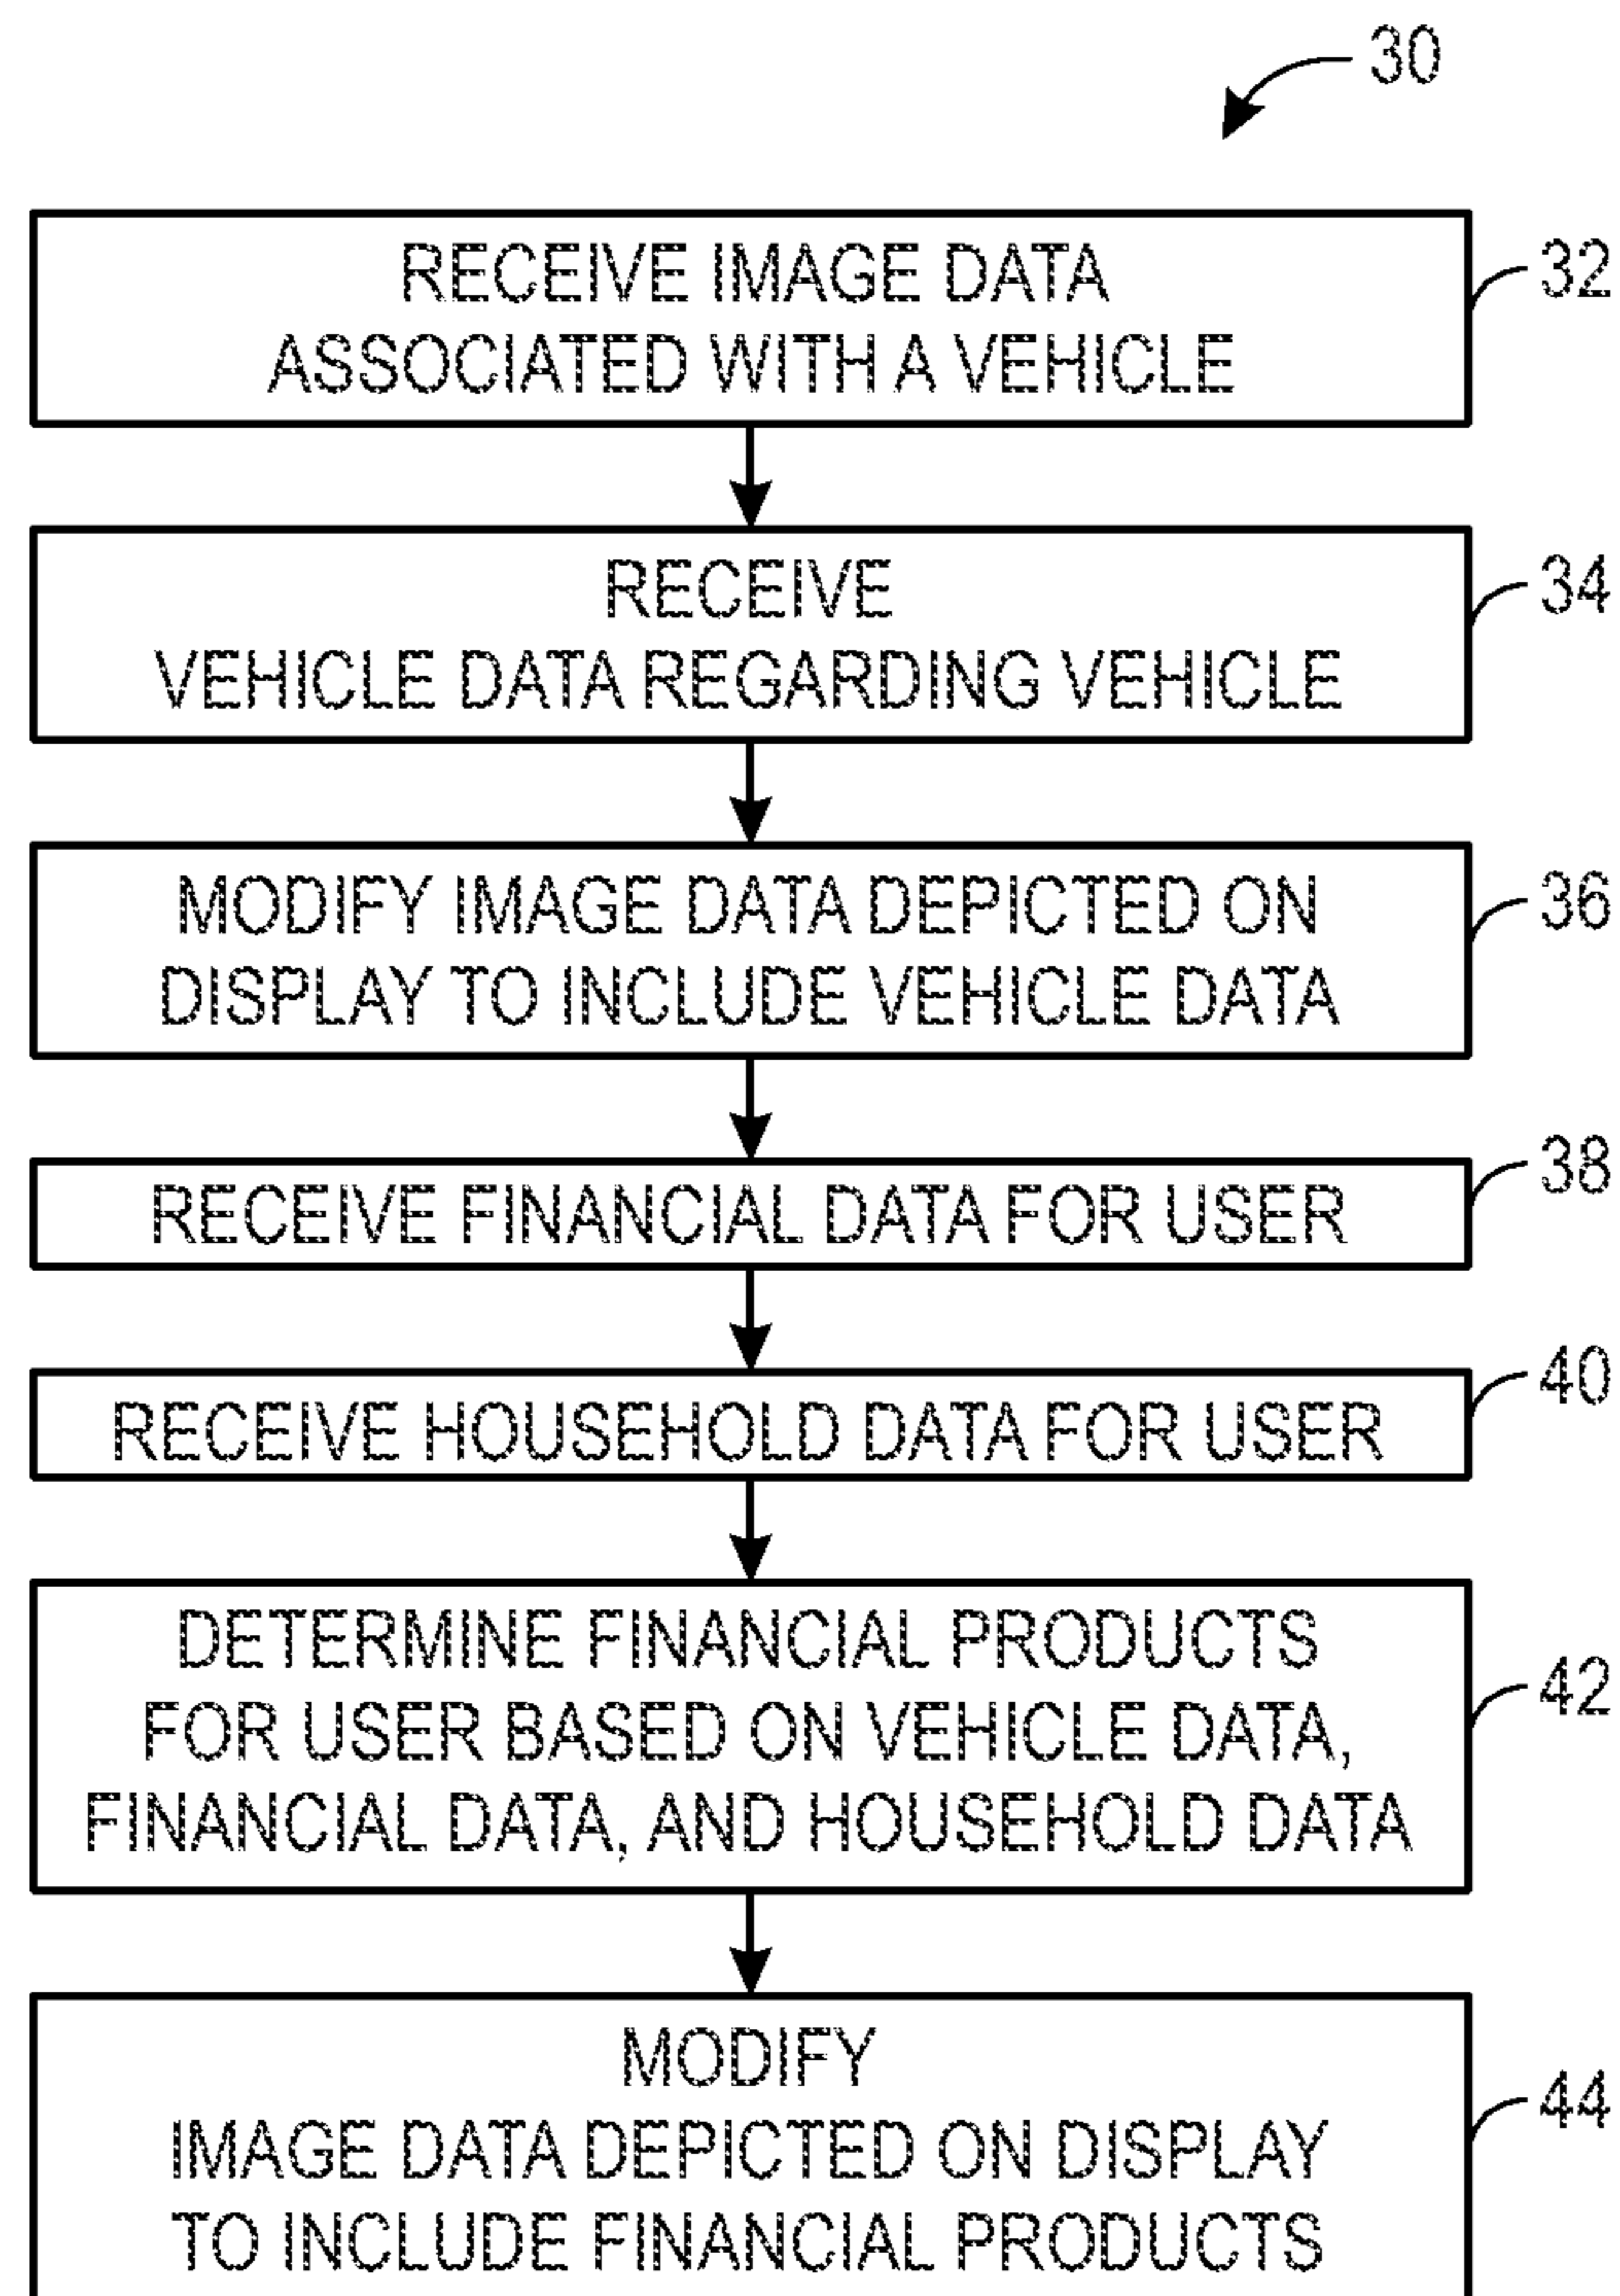 30
RECEIVE IMAGE DATA
ASSOCIATED WITH A VEHICLE
32
RECEIVE
VEHICLE DATA REGARDING VEHICLE
34
MODIFY IMAGE DATA DEPICTED ON
DISPLAY TO INCLUDE VEHICLE DATA
36
RECEIVE FINANCIAL DATA FOR USER
38
RECEIVE HOUSEHOLD DATA FOR USER
40
DETERMINE FINANCIAL PRODUCTS
FOR USER BASED ON VEHICLE DATA,
FINANCIAL DATA, AND HOUSEHOLD DATA
42
MODIFY
IMAGE DATA DEPICTED ON DISPLAY
TO INCLUDE FINANCIAL PRODUCTS
44